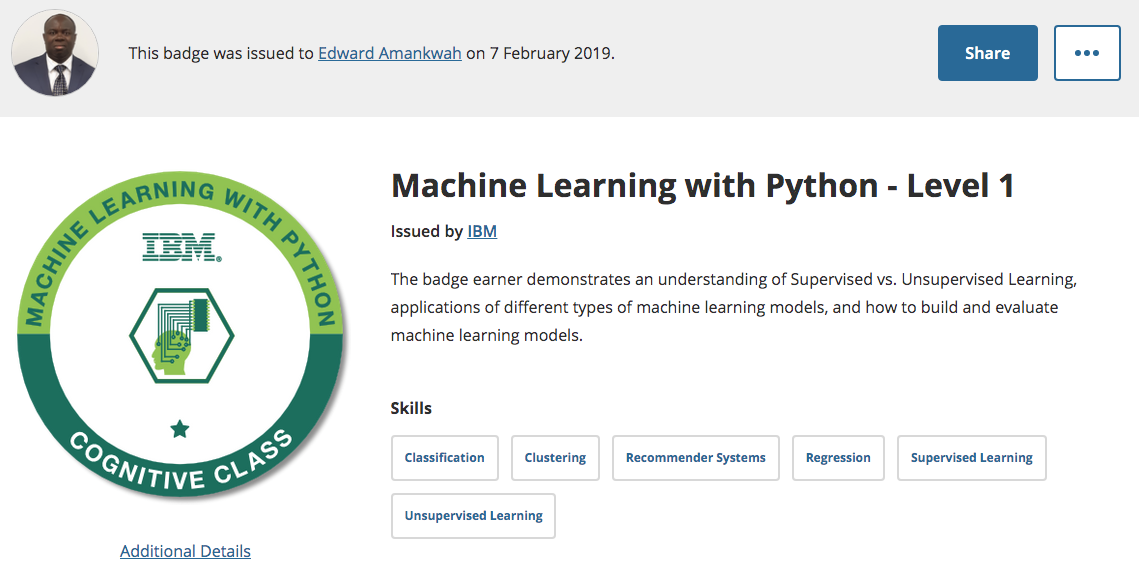 This badge was issued to Edward Amankwah on 7 February 2019.
Share
MACHINE LEARNING WITH PYTHON
IBM®
COGNITIVE CLASS
Additional Details
Machine Learning with Python - Level 1
Issued by IBM
The badge earner demonstrates an understanding of Supervised vs. Unsupervised Learning,
applications of different types of machine learning models, and how to build and evaluate
machine learning models.
Skills
Classification
Clustering
Recommender Systems
Regression
Supervised Learning
Unsupervised Learning